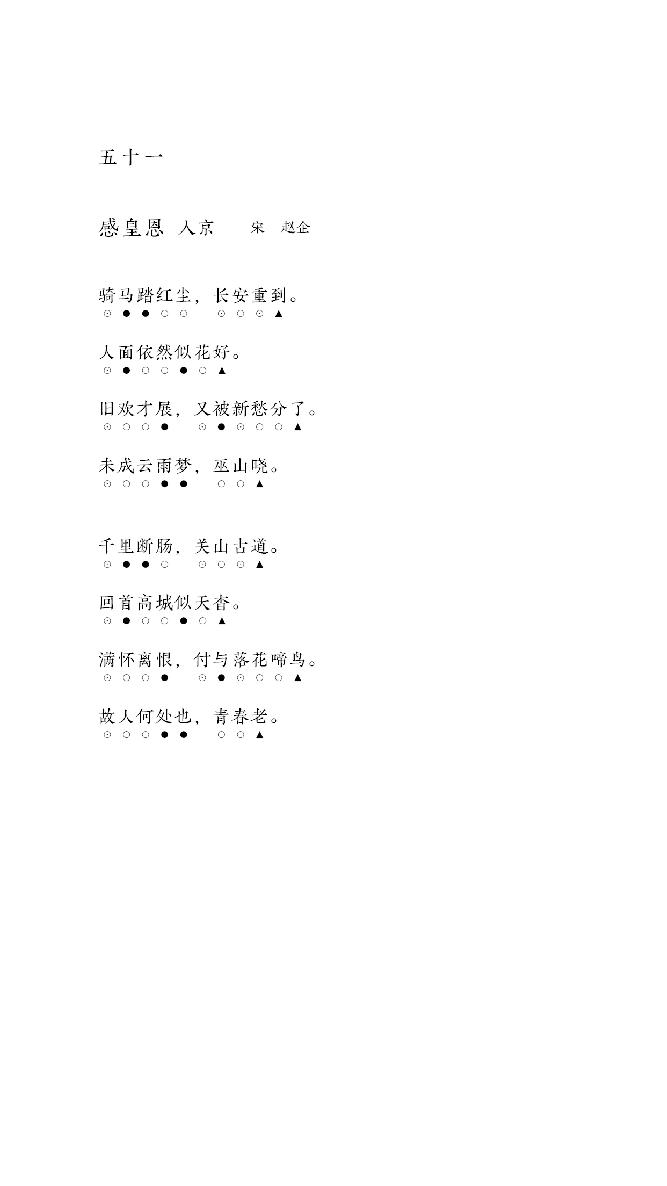 五十一
感皇恩 入京 宋 赵企
骑马踏红尘，长安重到。
⊙●●○○ ⊙○⊙▲
人面依然似花好。
⊙●○○●○▲
旧欢才展，又被新愁分了。
⊙○○● ⊙●⊙○○▲
未成云雨梦，巫山晓。
⊙○○●● ○○▲
千里断肠，关山古道。
⊙●●○ ⊙○○▲
回首高城似天杳。
⊙●○○●○▲
满怀离恨，付与落花啼鸟。
⊙○○● ⊙●⊙○○▲
故人何处也，青春老。
⊙○○●● ○○▲